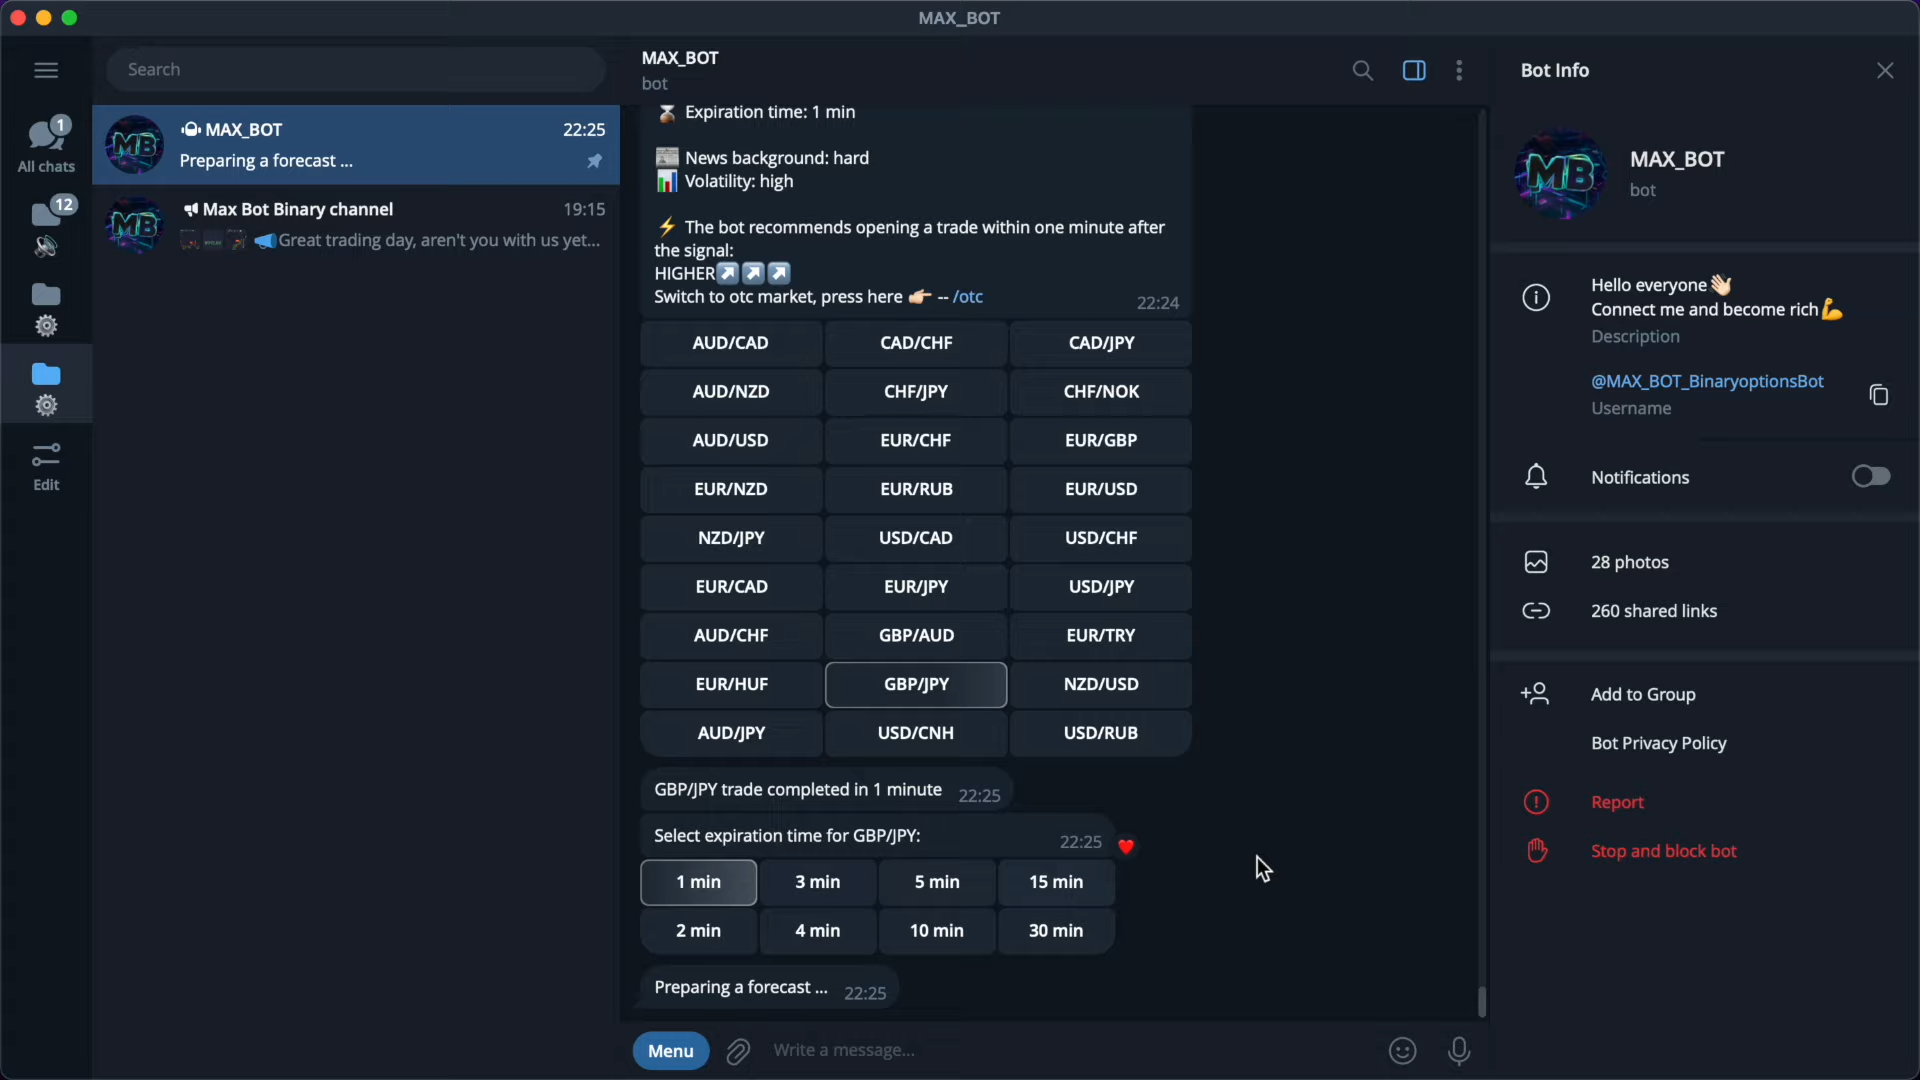 MAX_BOT
Search
MAX_BOT
bot
Bot Info
1
All chats
12
Edit
MAX_BOT 22:25
Preparing a forecast ...
Max Bot Binary channel 19:15
Great trading day, aren't you with us yet...
Expiration time: 1 min
News background: hard
Volatility: high
The bot recommends opening a trade within one minute after
the signal:
HIGHER
Switch to otc market, press here -- /otc
22:24
AUD/CAD CAD/CHF CAD/JPY
AUD/NZD CHF/JPY CHF/NOK
AUD/USD EUR/CHF EUR/GBP
EUR/NZD EUR/RUB EUR/USD
NZD/JPY USD/CAD USD/CHF
EUR/CAD EUR/JPY USD/JPY
AUD/CHF GBP/AUD EUR/TRY
EUR/HUF GBP/JPY NZD/USD
AUD/JPY USD/CNH USD/RUB
GBP/JPY trade completed in 1 minute 22:25
Select expiration time for GBP/JPY: 22:25
1 min 3 min 5 min 15 min
2 min 4 min 10 min 30 min
Preparing a forecast ... 22:25
Menu
Write a message...
MB
MAX_BOT
bot
Hello everyone
Connect me and become rich
Description
@MAX_BOT_BinaryoptionsBot
Username
Notifications
28 photos
260 shared links
Add to Group
Bot Privacy Policy
Report
Stop and block bot